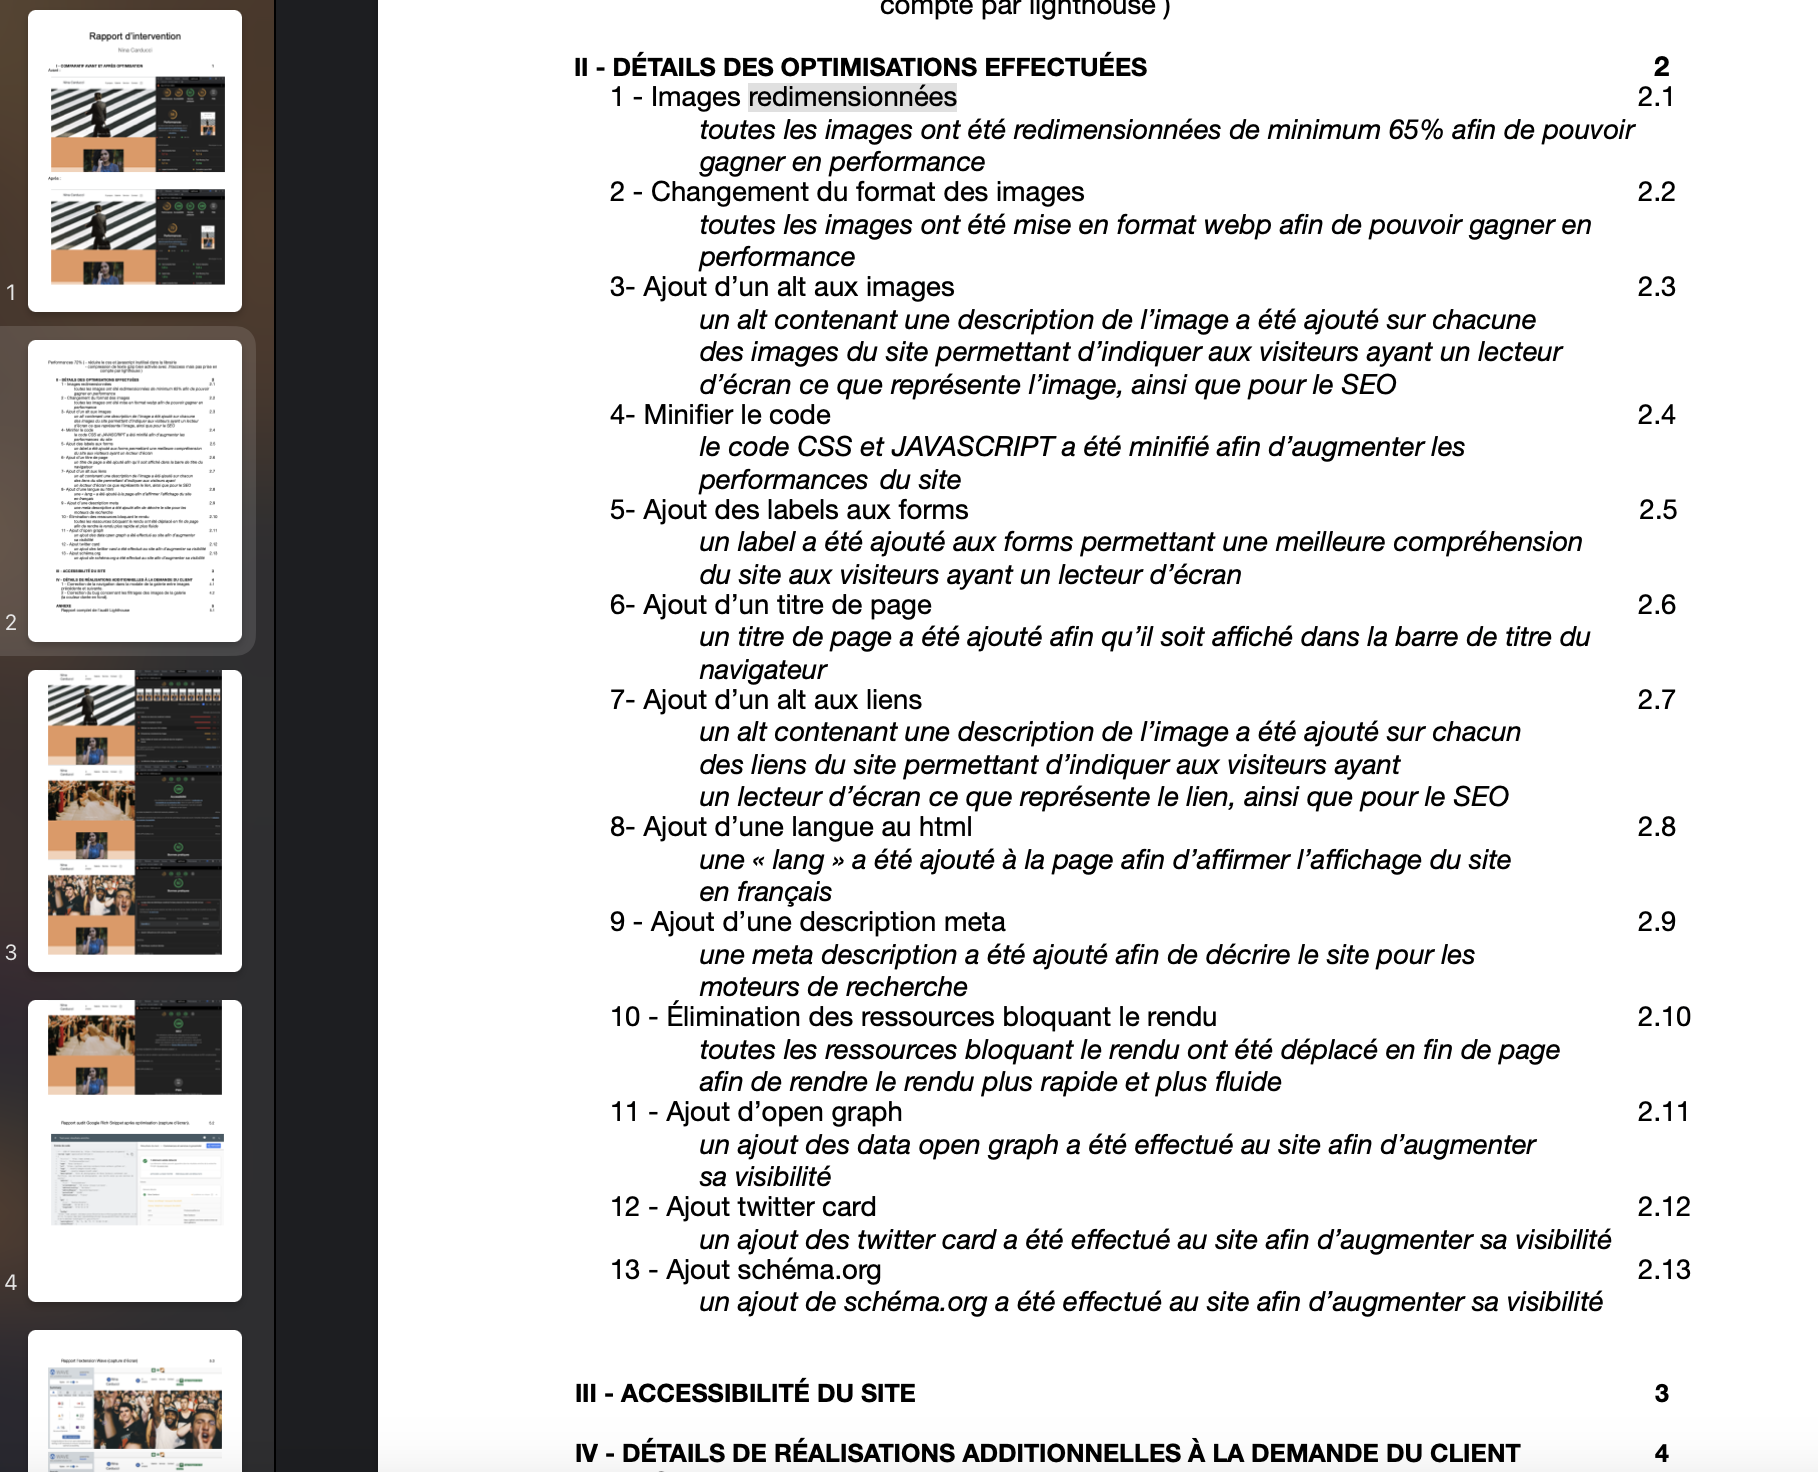 Rapport d'intervention
Nina Carducci
1
2
3
4
compte par lighthouse )
II - DÉTAILS DES OPTIMISATIONS EFFECTUÉES 2
1 - Images redimensionnées 2.1
toutes les images ont été redimensionnées de minimum 65% afin de pouvoir
gagner en performance
2 - Changement du format des images 2.2
toutes les images ont été mise en format webp afin de pouvoir gagner en
performance
3- Ajout d’un alt aux images 2.3
un alt contenant une description de l’image a été ajouté sur chacune
des images du site permettant d’indiquer aux visiteurs ayant un lecteur
d’écran ce que représente l’image, ainsi que pour le SEO
4- Minifier le code 2.4
le code CSS et JAVASCRIPT a été minifié afin d’augmenter les
performances du site
5- Ajout des labels aux forms 2.5
un label a été ajouté aux forms permettant une meilleure compréhension
du site aux visiteurs ayant un lecteur d’écran
6- Ajout d’un titre de page 2.6
un titre de page a été ajouté afin qu’il soit affiché dans la barre de titre du
navigateur
7- Ajout d’un alt aux liens 2.7
un alt contenant une description de l’image a été ajouté sur chacun
des liens du site permettant d’indiquer aux visiteurs ayant
un lecteur d’écran ce que représente le lien, ainsi que pour le SEO
8- Ajout d’une langue au html 2.8
une « lang » a été ajouté à la page afin d’affirmer l’affichage du site
en français
9 - Ajout d’une description meta 2.9
une meta description a été ajouté afin de décrire le site pour les
moteurs de recherche
10 - Élimination des ressources bloquant le rendu 2.10
toutes les ressources bloquant le rendu ont été déplacé en fin de page
afin de rendre le rendu plus rapide et plus fluide
11 - Ajout d’open graph 2.11
un ajout des data open graph a été effectué au site afin d’augmenter
sa visibilité
12 - Ajout twitter card 2.12
un ajout des twitter card a été effectué au site afin d’augmenter sa visibilité
13 - Ajout schéma.org 2.13
un ajout de schéma.org a été effectué au site afin d’augmenter sa visibilité
III - ACCESSIBILITÉ DU SITE 3
IV - DÉTAILS DE RÉALISATIONS ADDITIONNELLES À LA DEMANDE DU CLIENT 4